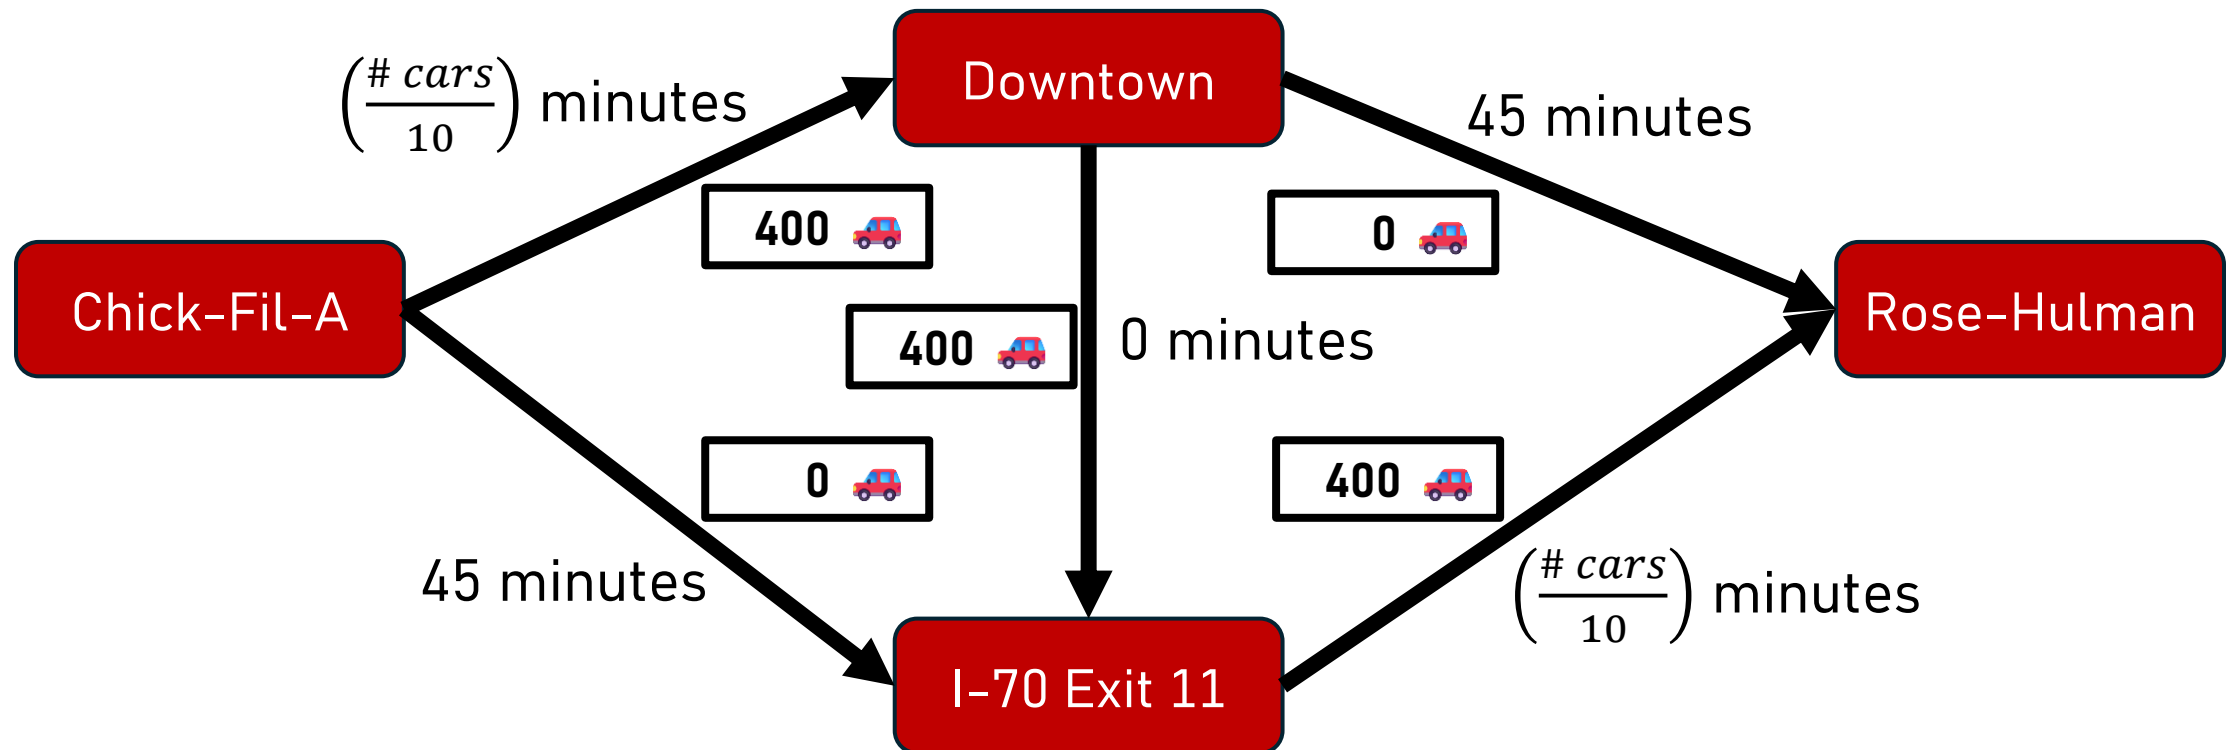 Downtown
(# cars / 10) minutes
45 minutes
400
0
Chick-Fil-A
Rose-Hulman
400
0 minutes
0
400
45 minutes
(# cars / 10) minutes
I-70 Exit 11